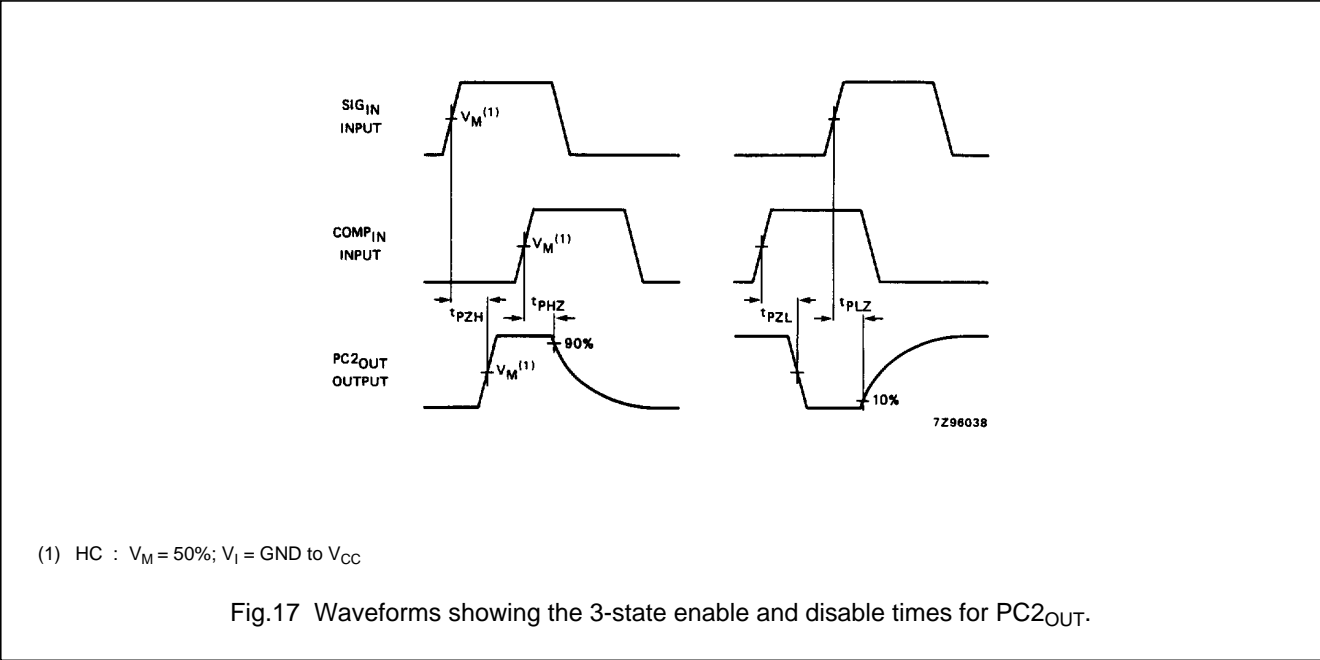 SIG_IN INPUT
V_M (1)
COMP_IN INPUT
V_M (1)
t_PZH
t_PHZ
t_PZL
t_PLZ
PC2_OUT OUTPUT
V_M (1)
90%
10%
7Z96038
(1) HC : V_M = 50%; V_I = GND to V_CC
Fig.17 Waveforms showing the 3-state enable and disable times for PC2_OUT.